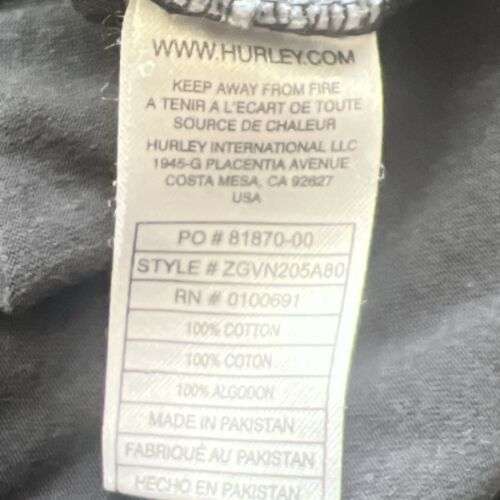 WWW.HURLEY.COM
KEEP AWAY FROM FIRE
A TENIR A L'ECART DE TOUTE
SOURCE DE CHALEUR
HURLEY INTERNATIONAL LLC
1945-G PLACENTIA AVENUE
COSTA MESA, CA 92627
USA
PO # 81870-00
STYLE # ZGVN205A80
RN # 0100691
100% COTTON
100% COTON
100% ALGODON
MADE IN PAKISTAN
FABRIQUÉ AU PAKISTAN
HECHO EN PAKISTAN